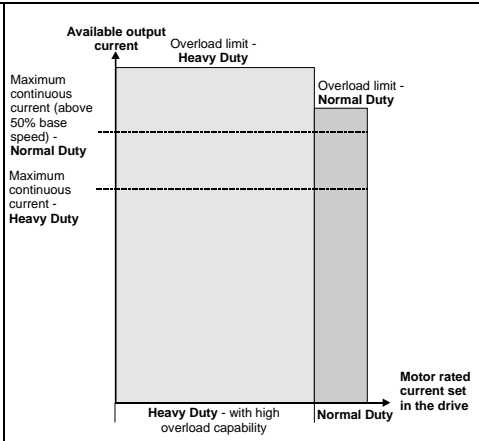 Available output
current
Overload limit -
Heavy Duty
Overload limit -
Normal Duty
Maximum
continuous
current (above
50% base
speed) -
Normal Duty
Maximum
continuous
current -
Heavy Duty
Motor rated
current set
in the drive
Heavy Duty - with high
overload capability
Normal Duty